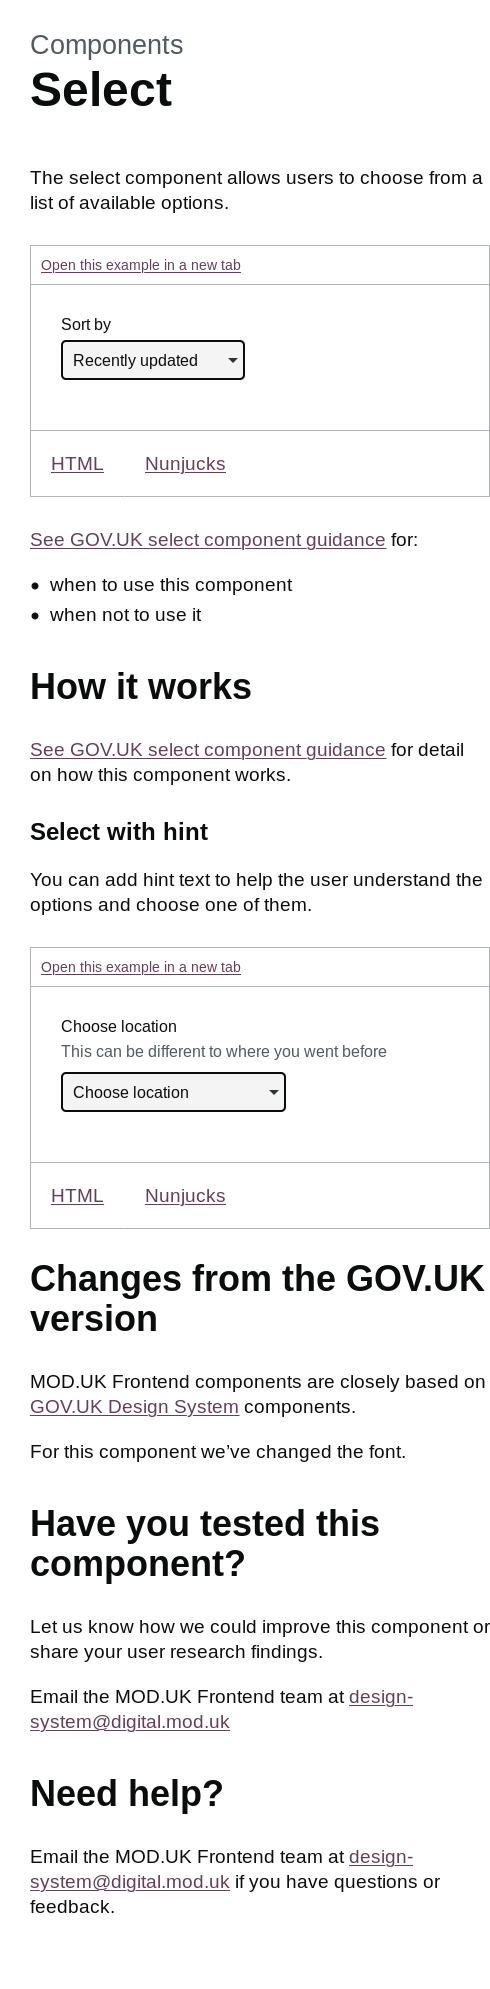 Components
Select
The select component allows users to choose from a
list of available options.
Open this example in a new tab
Sort by
Recently updated
HTML Nunjucks
See GOV.UK select component guidance for:
• when to use this component
• when not to use it
How it works
See GOV.UK select component guidance for detail
on how this component works.
Select with hint
You can add hint text to help the user understand the
options and choose one of them.
Open this example in a new tab
Choose location
This can be different to where you went before
Choose location
HTML Nunjucks
Changes from the GOV.UK
version
MOD.UK Frontend components are closely based on
GOV.UK Design System components.
For this component we’ve changed the font.
Have you tested this
component?
Let us know how we could improve this component or
share your user research findings.
Email the MOD.UK Frontend team at design-
system@digital.mod.uk
Need help?
Email the MOD.UK Frontend team at design-
system@digital.mod.uk if you have questions or
feedback.